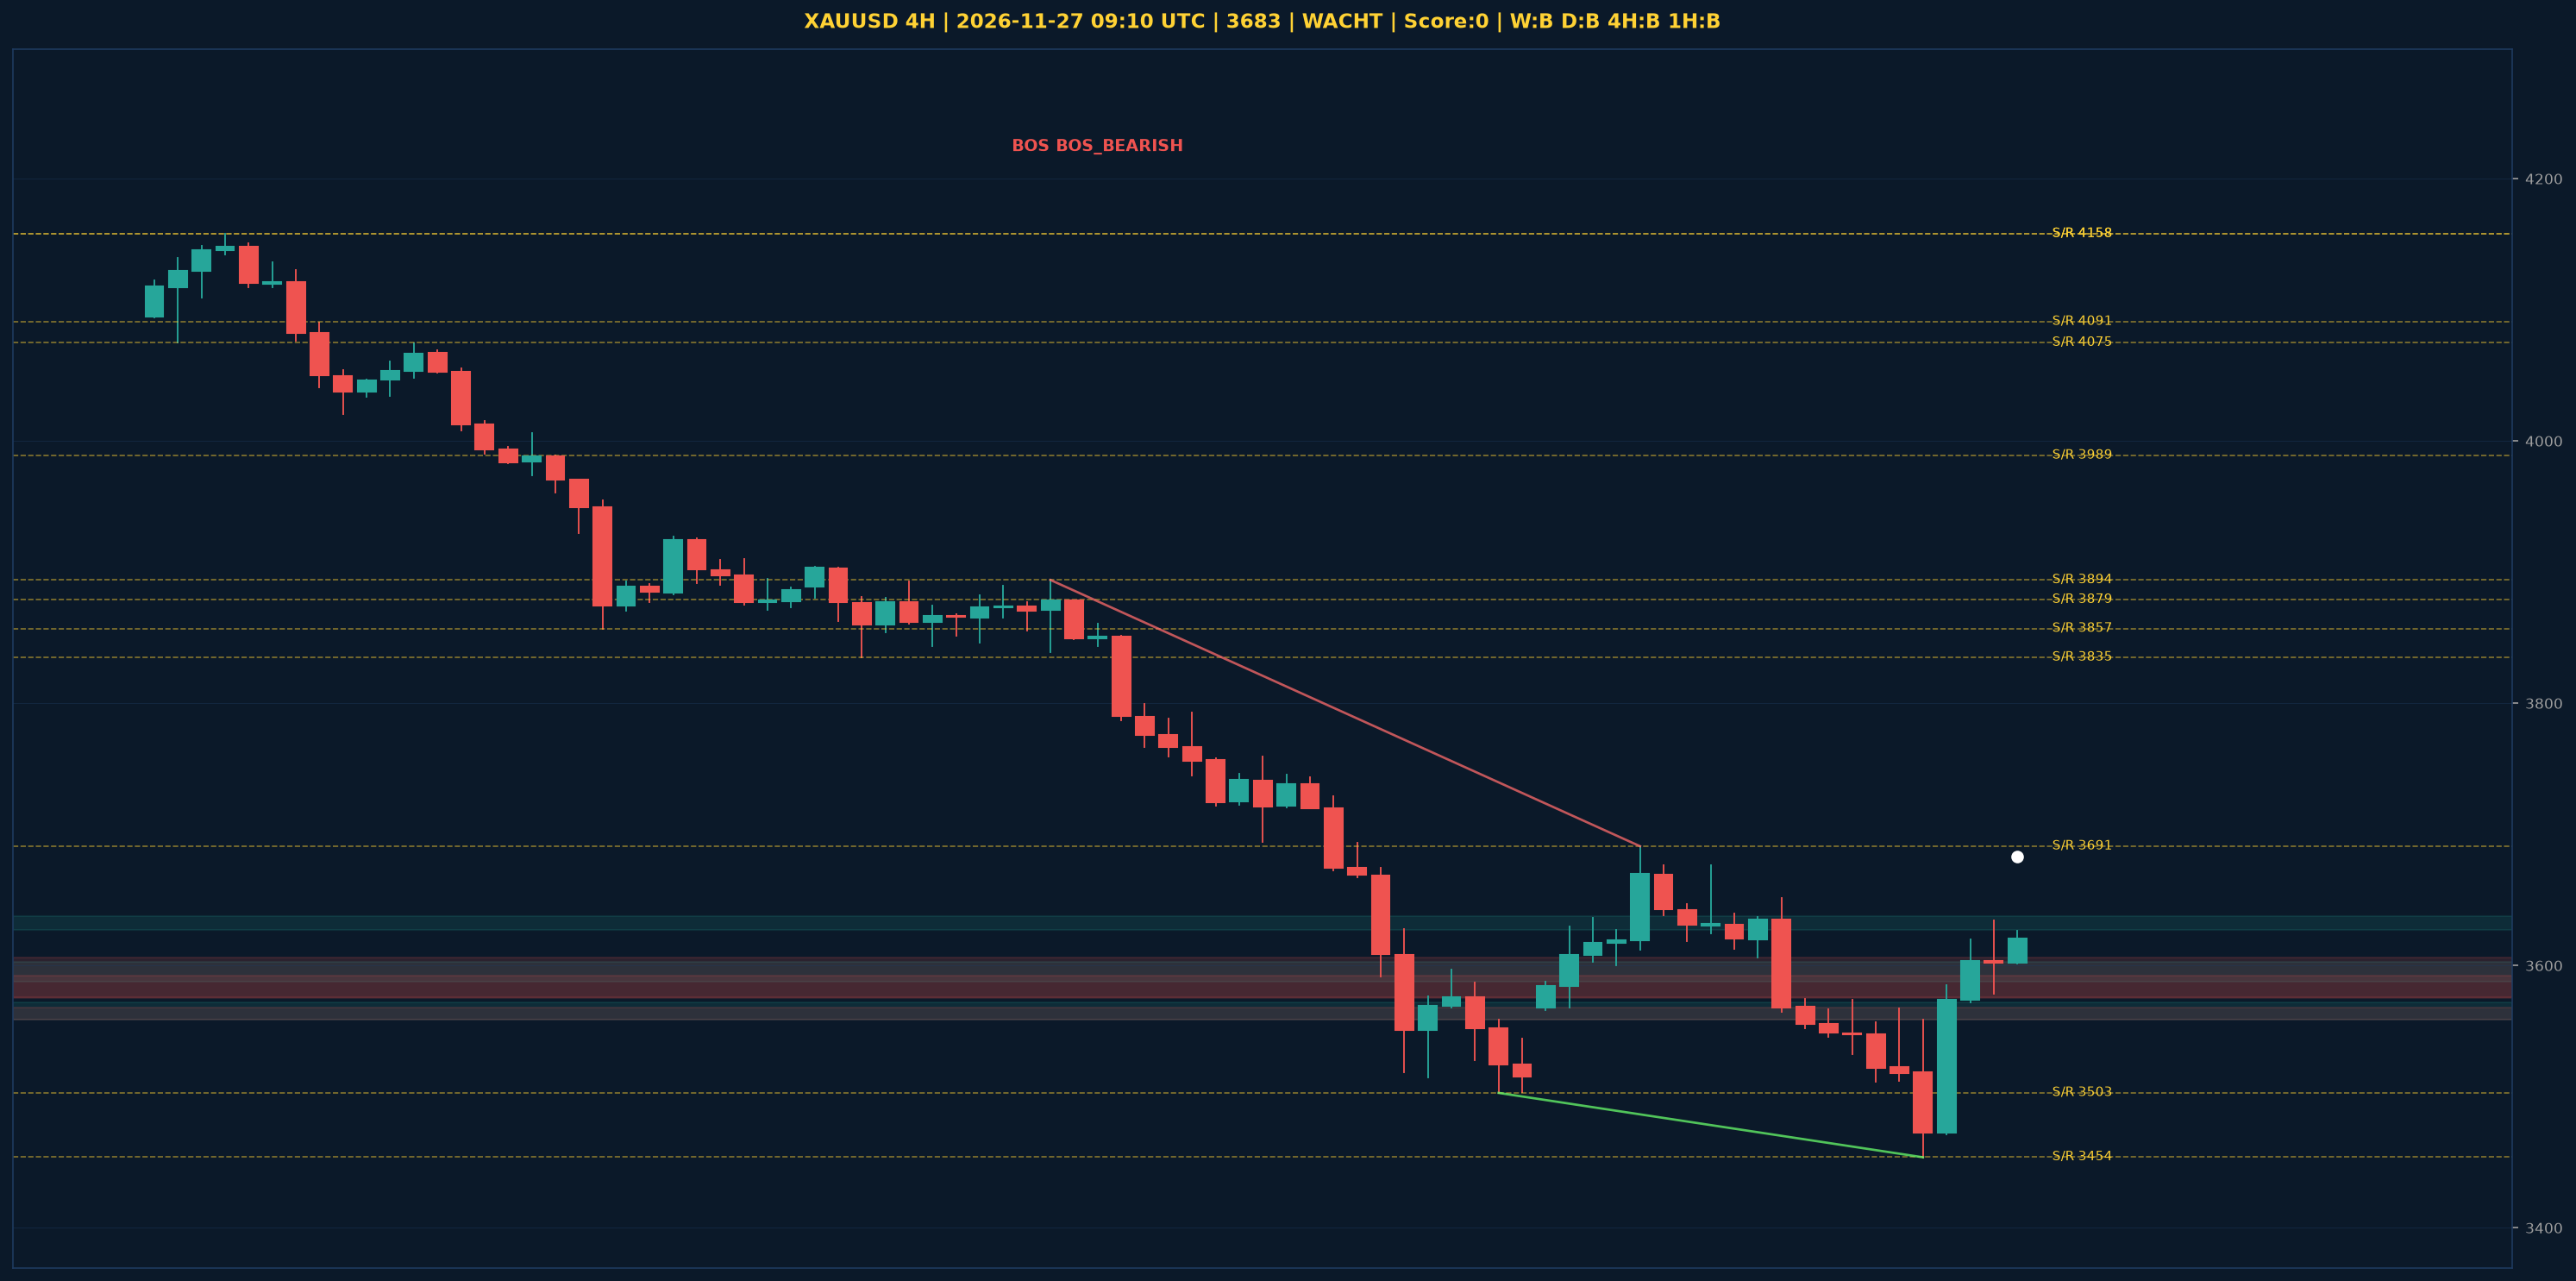 XAUUSD 4H | 2026-11-27 09:10 UTC | 3683 | WACHT | Score:0 | W:B D:B 4H:B 1H:B
BOS BOS_BEARISH
4200
S/R 4158
S/R 4091
S/R 4075
4000
S/R 3989
S/R 3894
S/R 3879
S/R 3857
S/R 3835
3800
S/R 3691
3600
S/R 3503
S/R 3454
3400